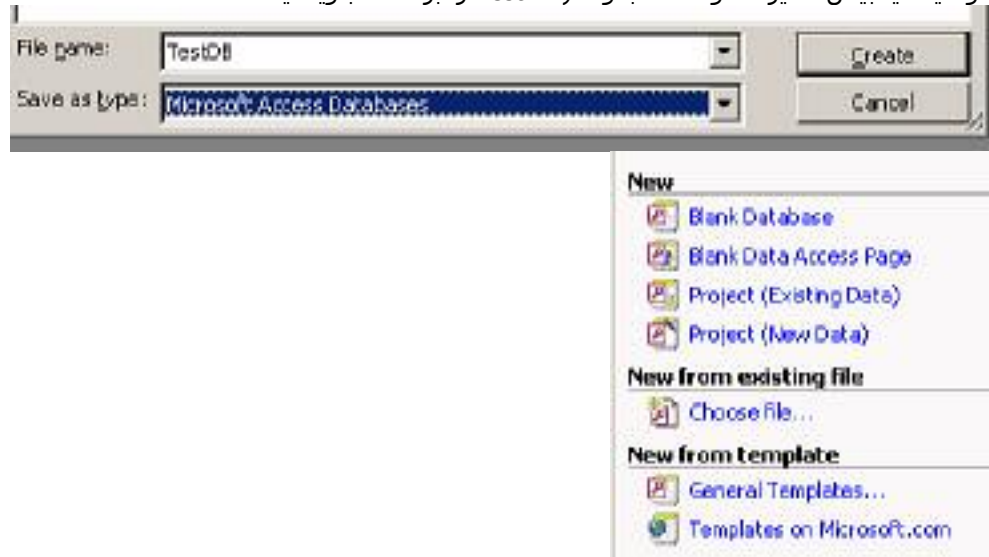 File name: TestDB Create
Save as type: Microsoft Access Databases Cancel
New
Blank Database
Blank Data Access Page
Project (Existing Data)
Project (New Data)
New from existing file
Choose file...
New from template
General Templates...
Templates on Microsoft.com